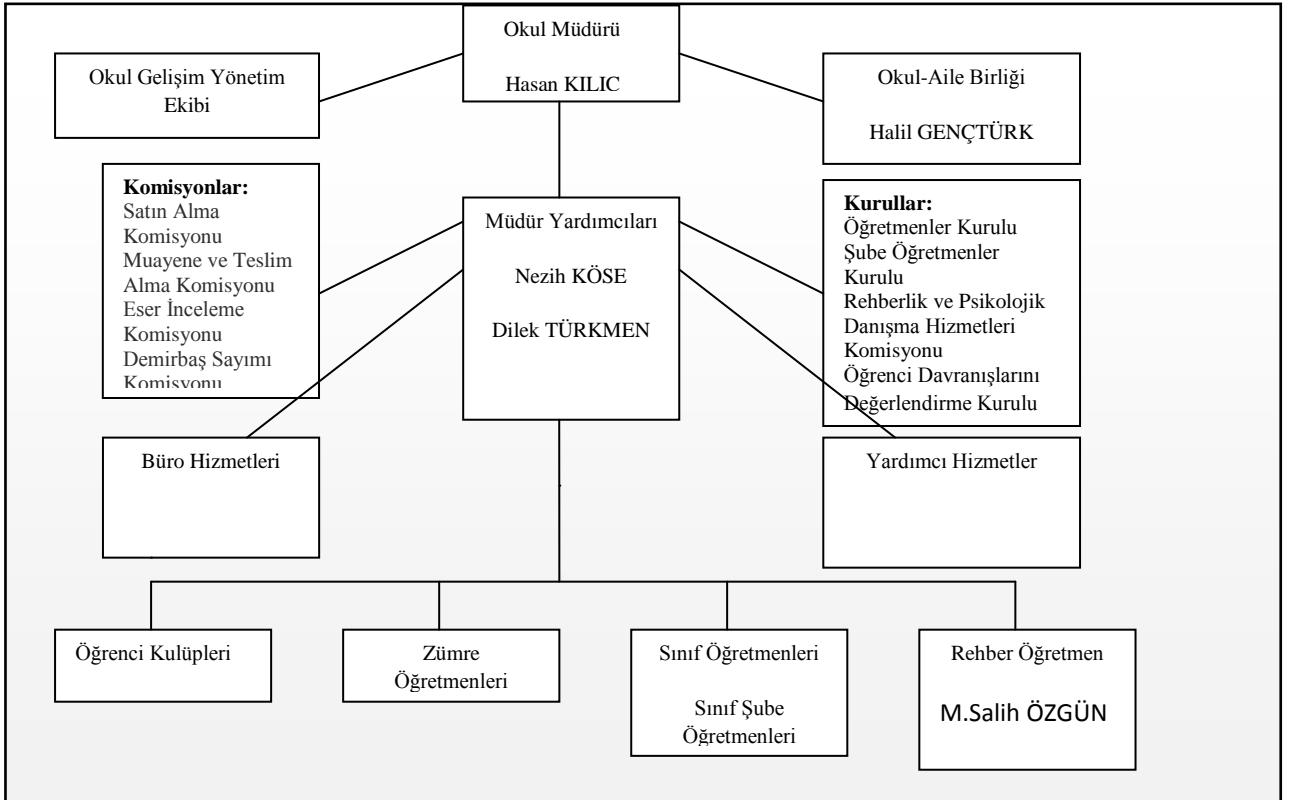 Okul Müdürü
Hasan KILIC
Okul Gelişim Yönetim
Ekibi
Okul-Aile Birliği
Halil GENÇTÜRK
Komisyonlar:
Satın Alma
Komisyonu
Muayene ve Teslim
Alma Komisyonu
Eser İnceleme
Komisyonu
Demirbaş Sayımı
Komisyonu
Müdür Yardımcıları
Nezih KÖSE
Dilek TÜRKMEN
Kurullar:
Öğretmenler Kurulu
Şube Öğretmenler
Kurulu
Rehberlik ve Psikolojik
Danışma Hizmetleri
Komisyonu
Öğrenci Davranışlarını
Değerlendirme Kurulu
Büro Hizmetleri
Yardımcı Hizmetler
Öğrenci Kulüpleri
Zümre
Öğretmenleri
Sınıf Öğretmenleri
Sınıf Şube
Öğretmenleri
Rehber Öğretmen
M.Salih ÖZGÜN